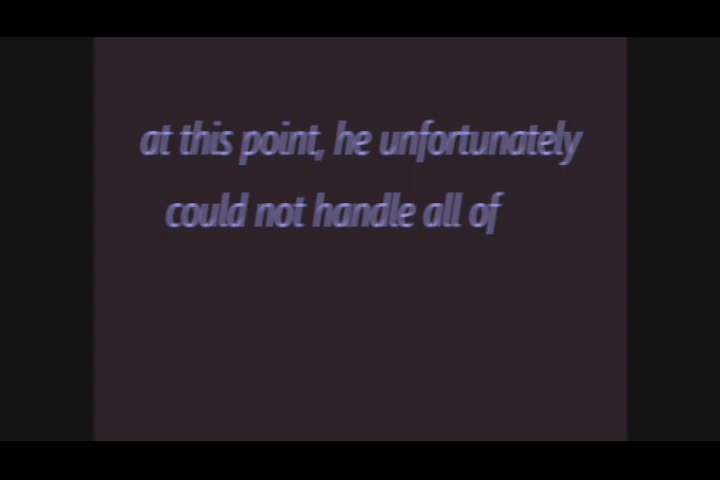 at this point, he unfortunately
could not handle all of